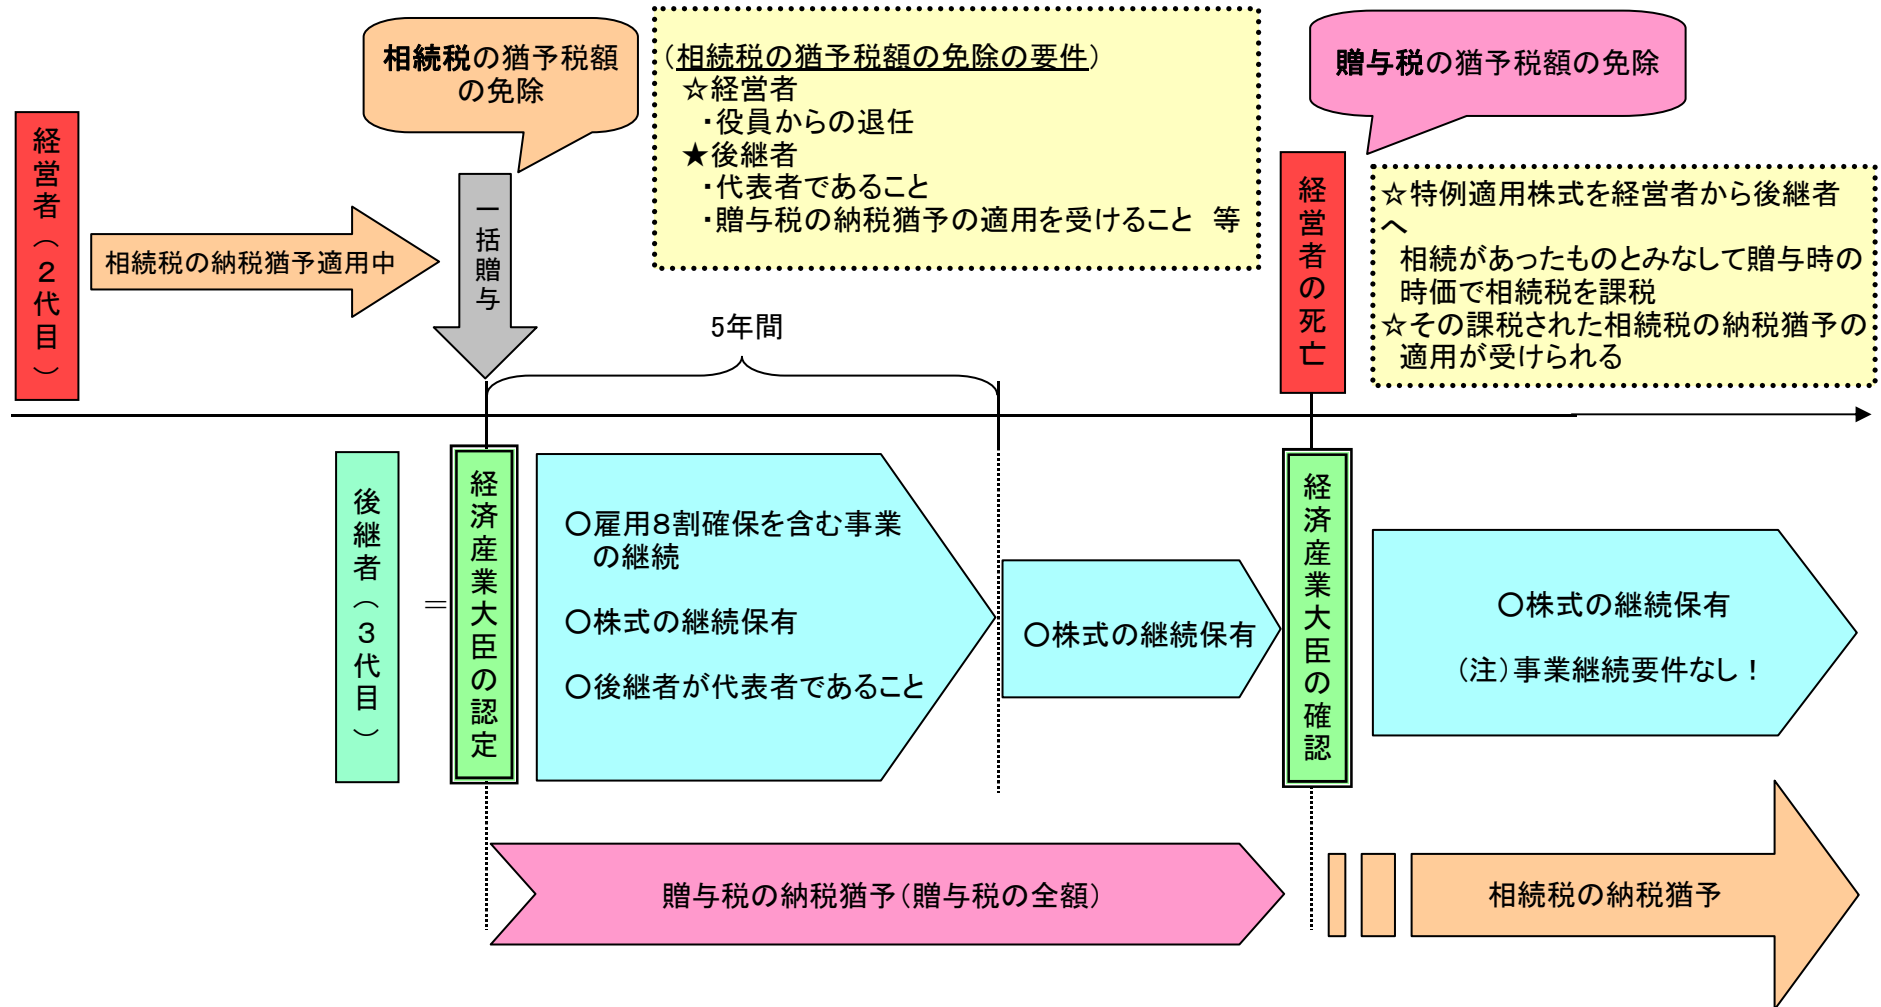 相続税の猶予税額
の免除
（相続税の猶予税額の免除の要件）
☆経営者
・役員からの退任
★後継者
・代表者であること
・贈与税の納税猶予の適用を受けること　等
贈与税の猶予税額の免除
経営者（２代目）
相続税の納税猶予適用中
一括贈与
5年間
経営者の死亡
☆特例適用株式を経営者から後継者
へ
相続があったものとみなして贈与時の
時価で相続税を課税
☆その課税された相続税の納税猶予の
適用が受けられる
後継者（３代目）
＝
経済産業大臣の認定
○雇用８割確保を含む事業
の継続
○株式の継続保有
○後継者が代表者であること
○株式の継続保有
経済産業大臣の確認
○株式の継続保有
（注）事業継続要件なし！
贈与税の納税猶予（贈与税の全額）
相続税の納税猶予